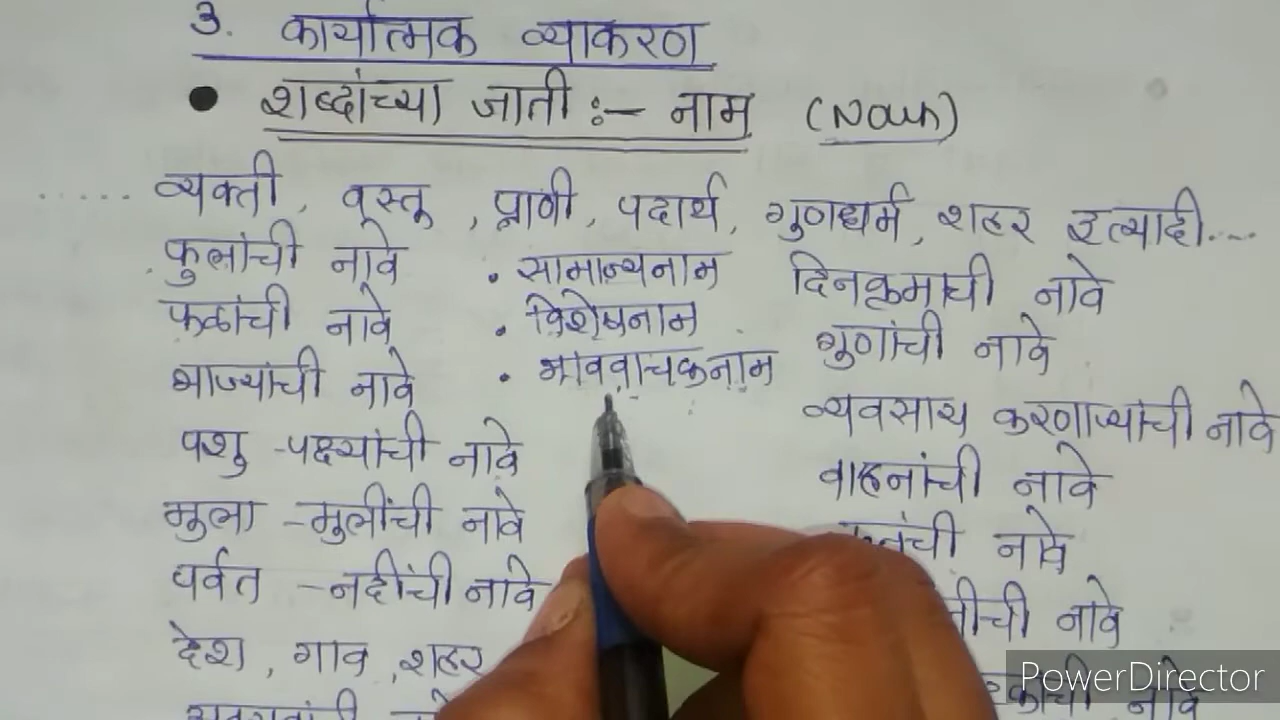 3. कार्यात्मक व्याकरण
• शब्दांच्या जाती :- नाम (Noun)
..... व्यक्ती, वस्तू, प्राणी, पदार्थ, गुणधर्म, शहर इत्यादी....
फुलांची नावे
फळांची नावे
भाज्यांची नावे
पशु -पक्ष्यांची नावे
मुला -मुलींची नावे
पर्वत -नदींची नावे
देश, गाव, शहर
• सामान्यनाम
• विशेषनाम
• भाववाचकनाम
दिनक्रमाची नावे
गुणांची नावे
व्यवसाय करणाऱ्यांची नावे
वाहनांची नावे
नावे
नावे
नावे
PowerDirector